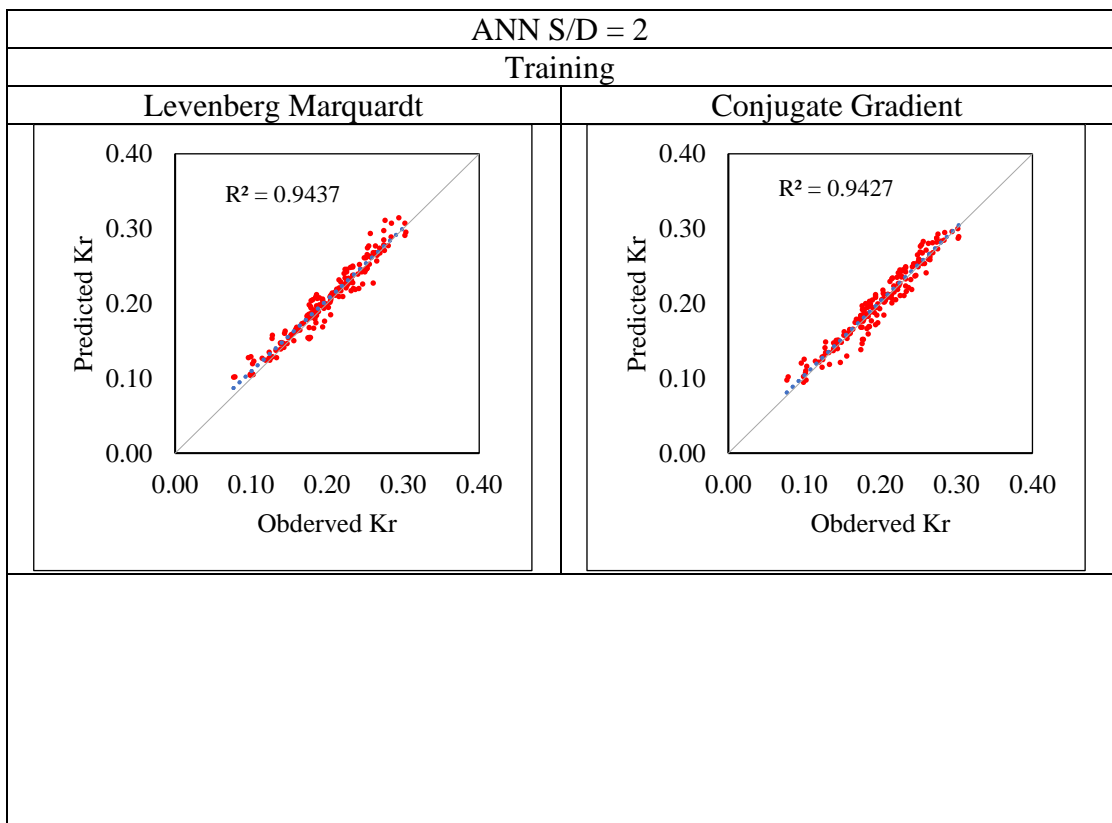 ANN S/D = 2
Training
Levenberg Marquardt
Conjugate Gradient
0.40
0.30
0.20
0.10
0.00
Predicted Kr
R² = 0.9437
0.00 0.10 0.20 0.30 0.40
Obderved Kr
0.40
0.30
0.20
0.10
0.00
Predicted Kr
R² = 0.9427
0.00 0.10 0.20 0.30 0.40
Obderved Kr